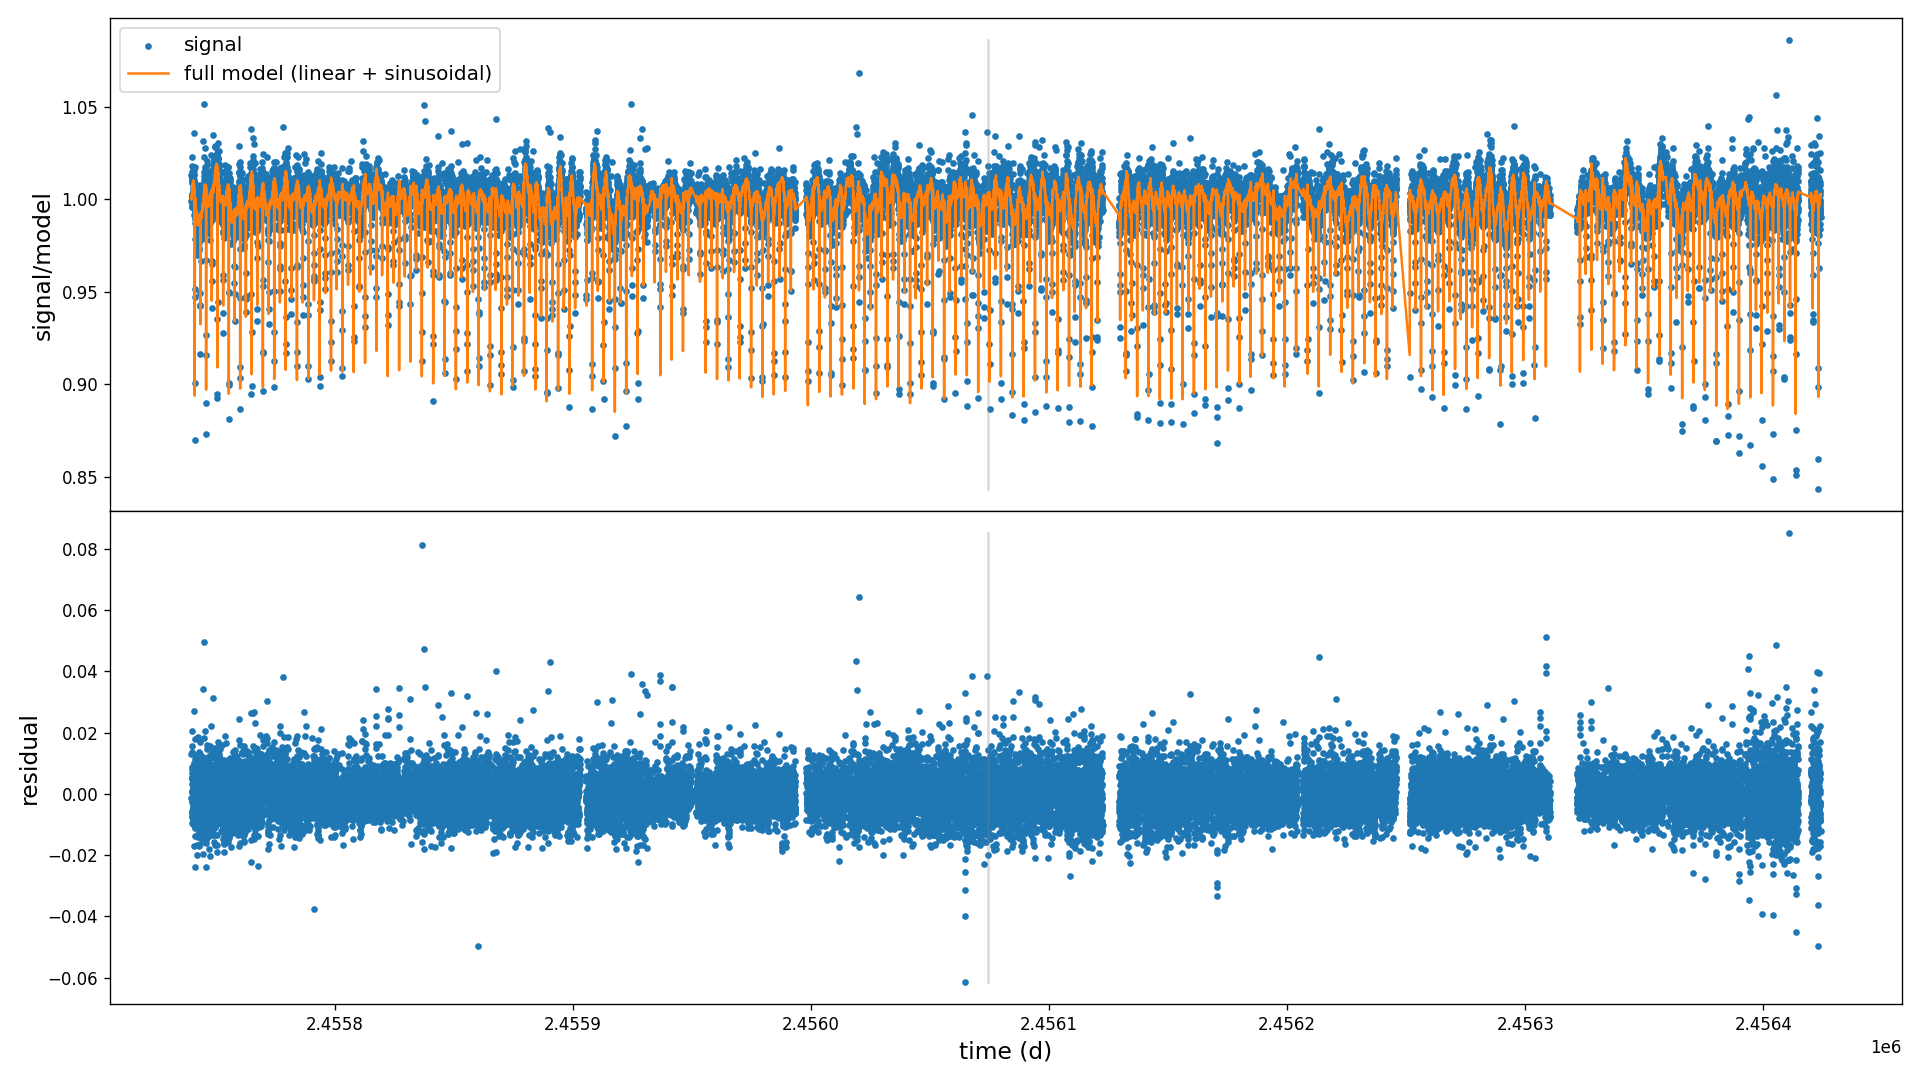 signal
full model (linear + sinusoidal)
signal/model
1.05
1.00
0.95
0.90
0.85
residual
0.08
0.06
0.04
0.02
0.00
−0.02
−0.04
−0.06
2.4558 2.4559 2.4560 2.4561 2.4562 2.4563 2.4564
time (d)
1e6